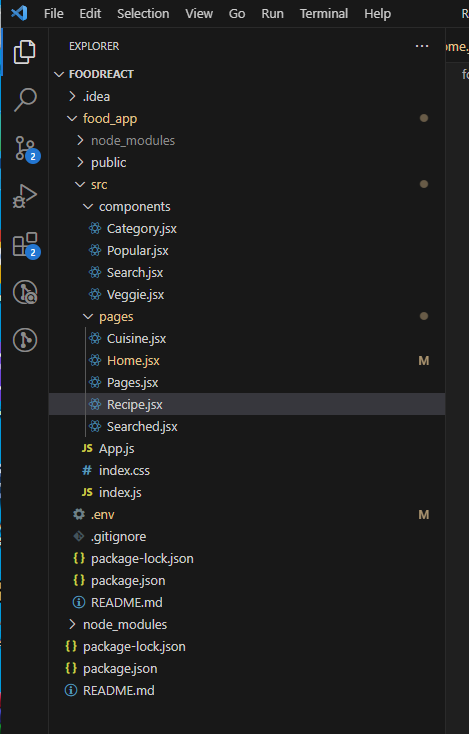 File Edit Selection View Go Run Terminal Help
EXPLORER ...
FOODREACT
.idea
food_app
node_modules
public
src
components
Category.jsx
Popular.jsx
Search.jsx
Veggie.jsx
pages
Cuisine.jsx
Home.jsx M
Pages.jsx
Recipe.jsx
Searched.jsx
JS App.js
# index.css
JS index.js
.env M
.gitignore
{} package-lock.json
{} package.json
README.md
node_modules
{} package-lock.json
{} package.json
README.md
2
2